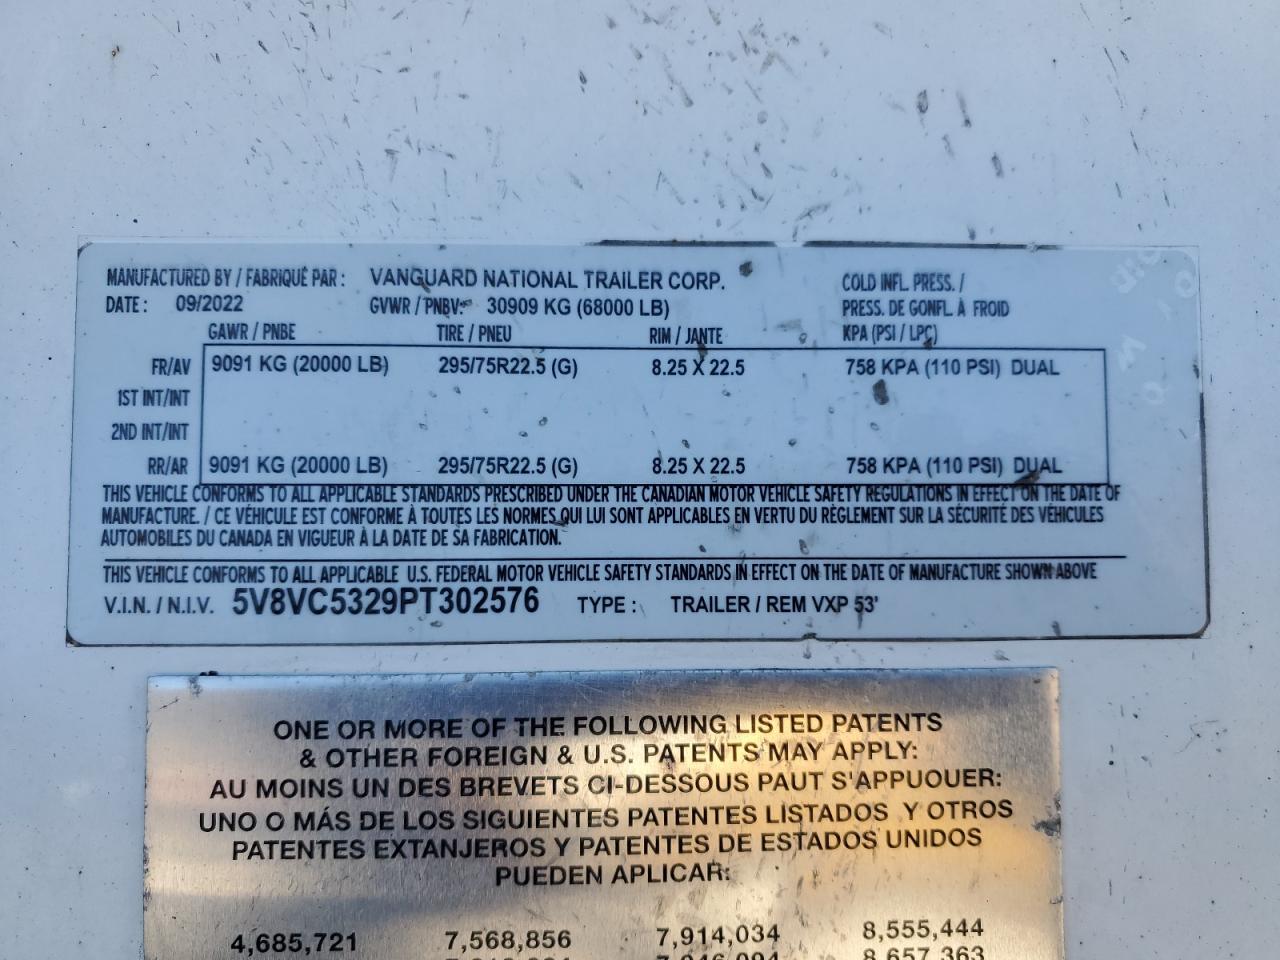 MANUFACTURED BY / FABRIQUÉ PAR : VANGUARD NATIONAL TRAILER CORP. COLD INFL. PRESS. /
DATE : 09/2022 GVWR / PNBV: 30909 KG (68000 LB) PRESS. DE GONFL À FROID
GAWR / PNBE TIRE / PNEU RIM / JANTE KPA (PSI / LPC)
FR/AV 9091 KG (20000 LB) 295/75R22.5 (G) 8.25 X 22.5 758 KPA (110 PSI) DUAL
1ST INT/INT
2ND INT/INT
RR/AR 9091 KG (20000 LB) 295/75R22.5 (G) 8.25 X 22.5 758 KPA (110 PSI) DUAL
THIS VEHICLE CONFORMS TO ALL APPLICABLE STANDARDS PRESCRIBED UNDER THE CANADIAN MOTOR VEHICLE SAFETY REGULATIONS IN EFFECT ON THE DATE OF
MANUFACTURE. / CE VÉHICULE EST CONFORME À TOUTES LES NORMES QUI LUI SONT APPLICABLES EN VERTU DU RÈGLEMENT SUR LA SÉCURITÉ DES VÉHICULES
AUTOMOBILES DU CANADA EN VIGUEUR À LA DATE DE SA FABRICATION.
THIS VEHICLE CONFORMS TO ALL APPLICABLE U.S. FEDERAL MOTOR VEHICLE SAFETY STANDARDS IN EFFECT ON THE DATE OF MANUFACTURE SHOWN ABOVE
V.I.N. / N.I.V. 5V8VC5329PT302576 TYPE : TRAILER / REM VXP 53'
ONE OR MORE OF THE FOLLOWING LISTED PATENTS
& OTHER FOREIGN & U.S. PATENTS MAY APPLY:
AU MOINS UN DES BREVETS CI-DESSOUS PAUT S'APPUOUER:
UNO O MÁS DE LOS SIGUIENTES PATENTES LISTADOS Y OTROS
PATENTES EXTANJEROS Y PATENTES DE ESTADOS UNIDOS
PUEDEN APLICAR:
4,685,721 7,568,856 7,914,034 8,555,444
8,657,363